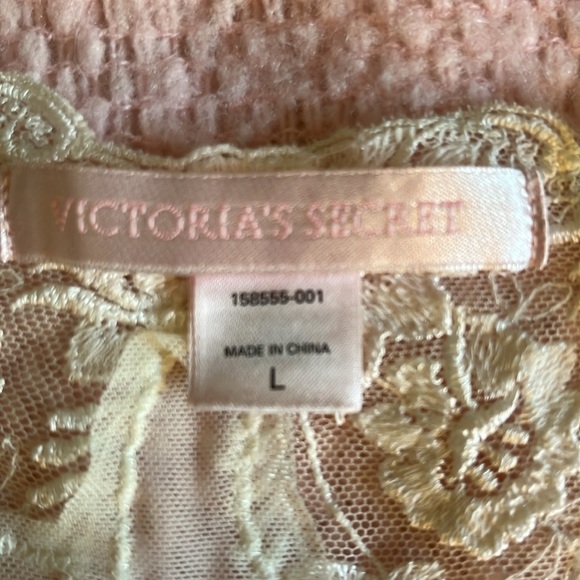 VICTORIA'S SECRET
158555-001
MADE IN CHINA
L